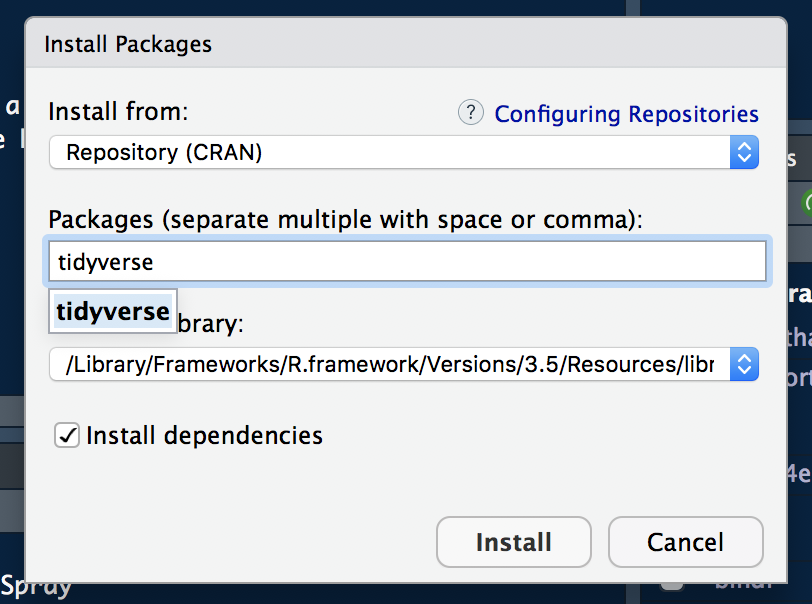 Install Packages
Install from:
? Configuring Repositories
Repository (CRAN)
Packages (separate multiple with space or comma):
tidyverse
tidyverse
brary:
/Library/Frameworks/R.framework/Versions/3.5/Resources/libr
Install dependencies
Install Cancel
Spray